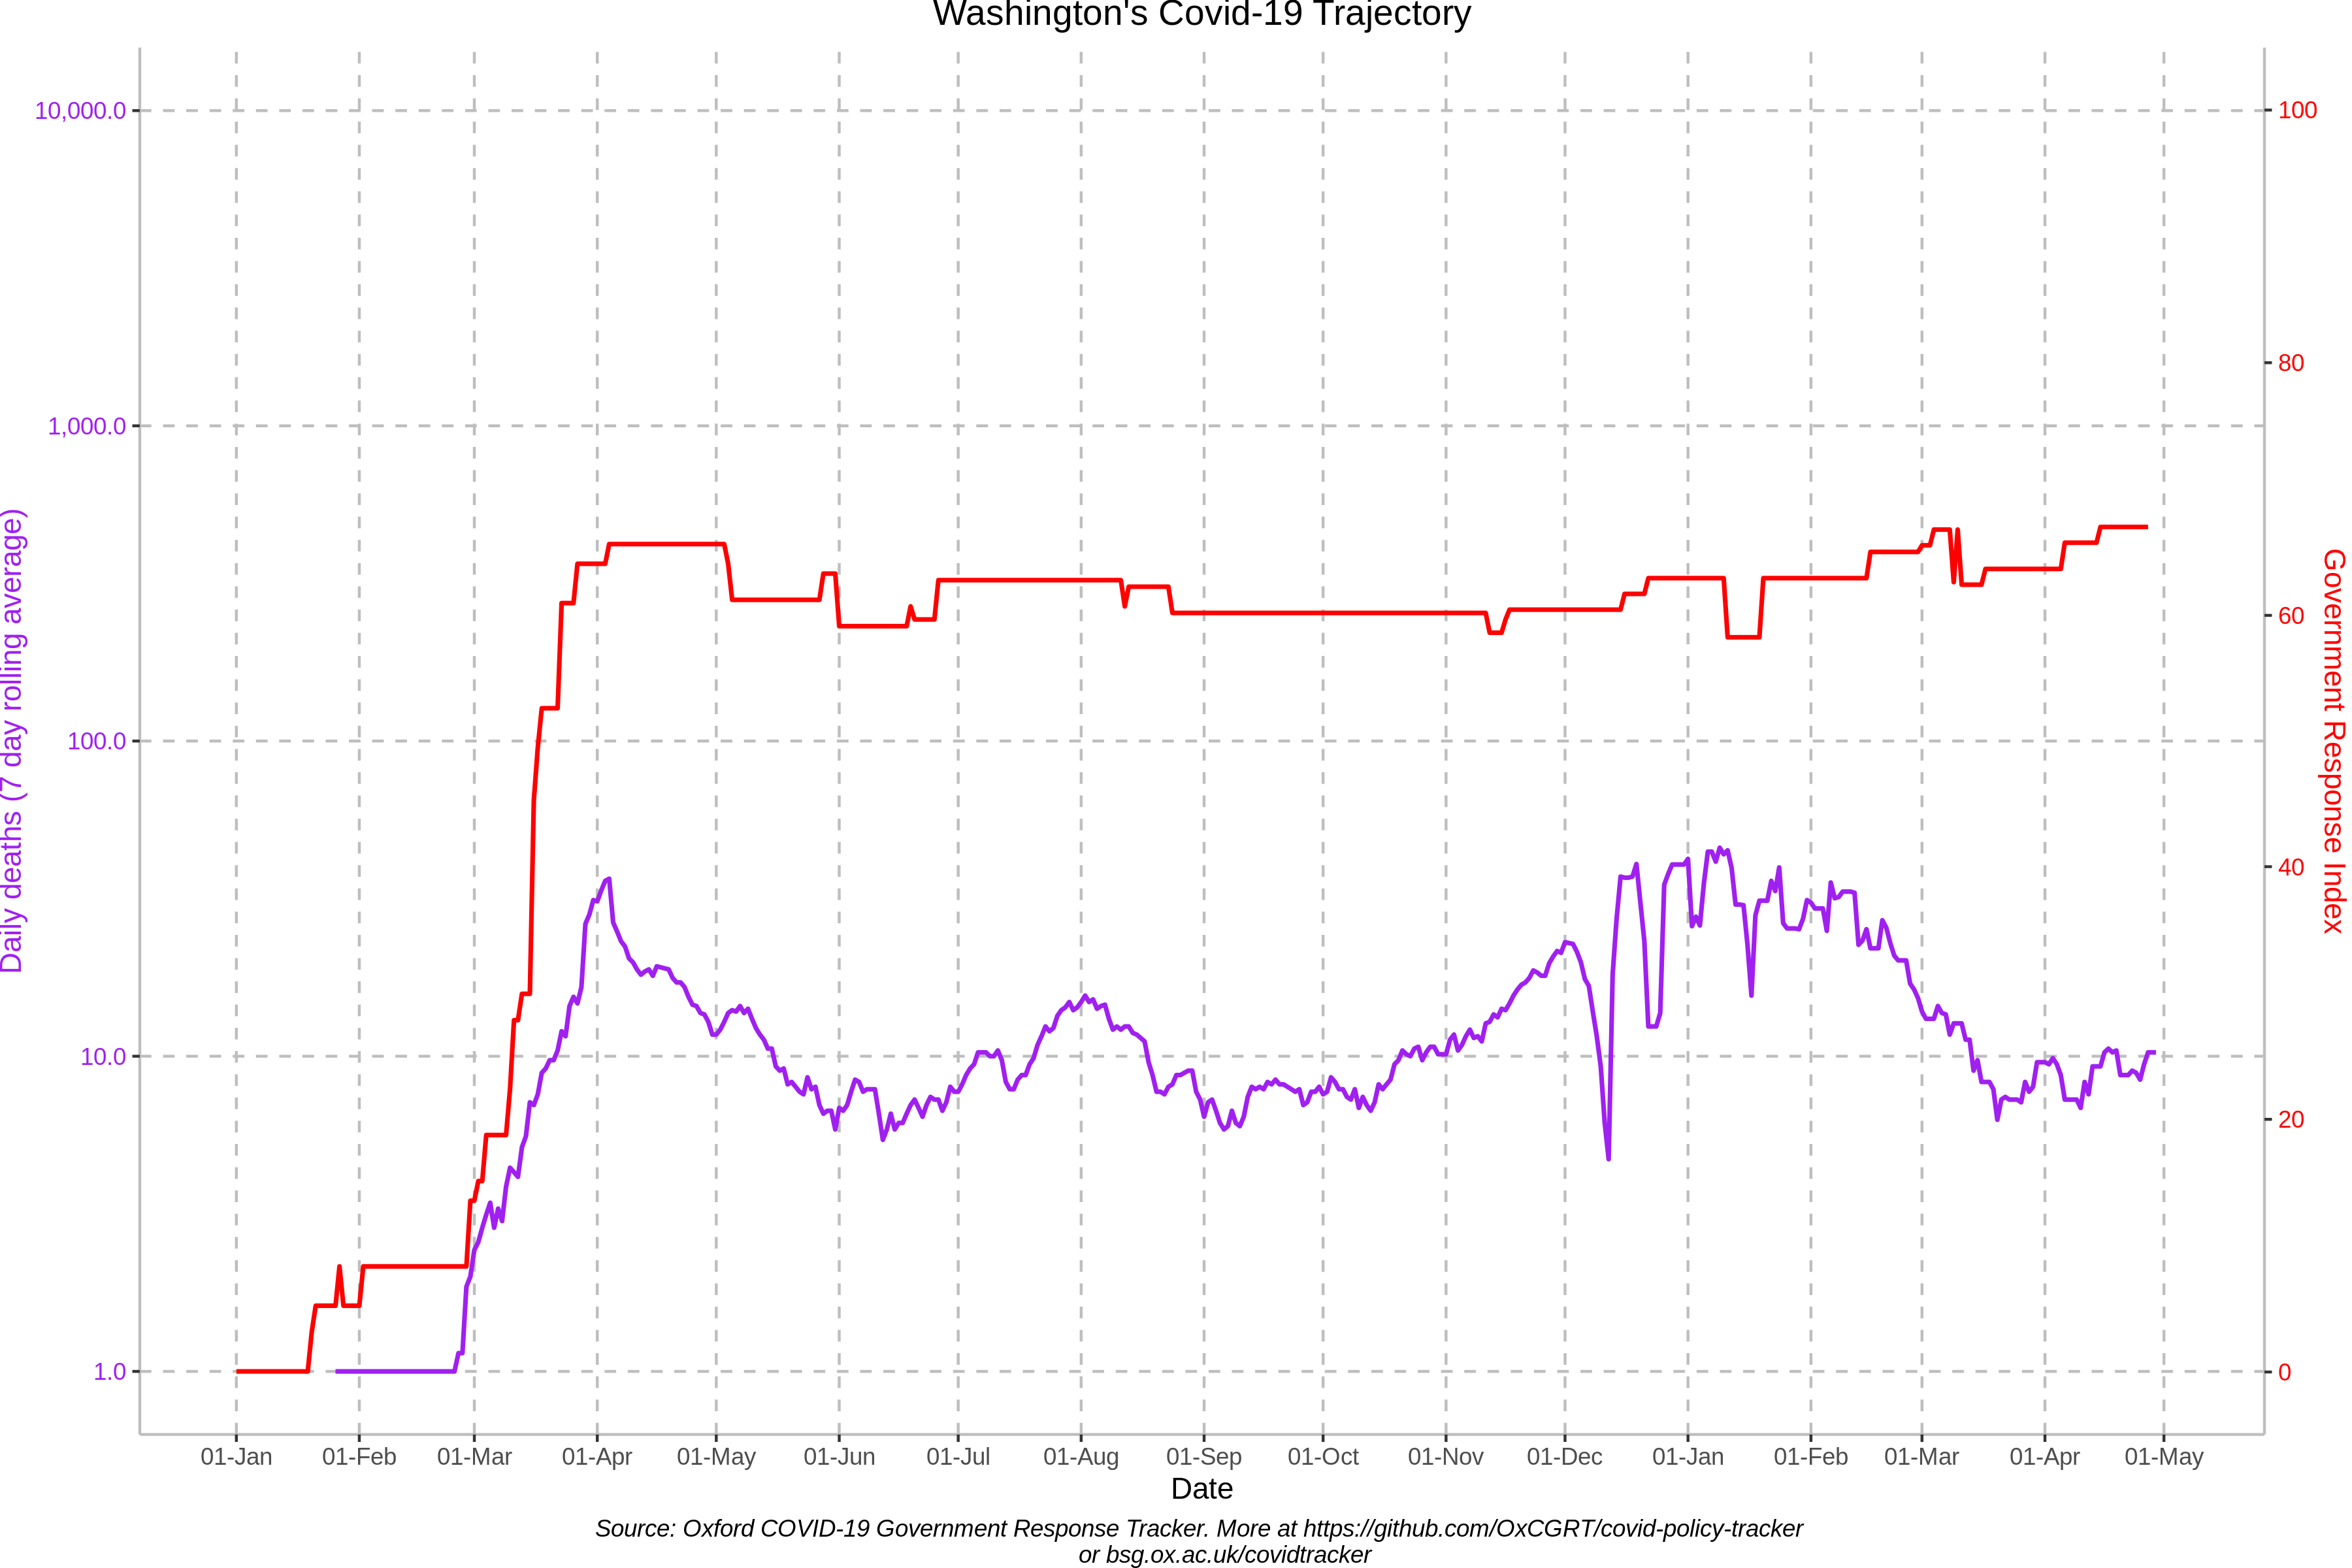 Washington's Covid-19 Trajectory
10,000.0
1,000.0
100.0
10.0
1.0
Daily deaths (7 day rolling average)
100
80
60
40
20
0
Government Response Index
01-Jan 01-Feb 01-Mar 01-Apr 01-May 01-Jun 01-Jul 01-Aug 01-Sep 01-Oct 01-Nov 01-Dec 01-Jan 01-Feb 01-Mar 01-Apr 01-May
Date
Source: Oxford COVID-19 Government Response Tracker. More at https://github.com/OxCGRT/covid-policy-tracker
or bsg.ox.ac.uk/covidtracker